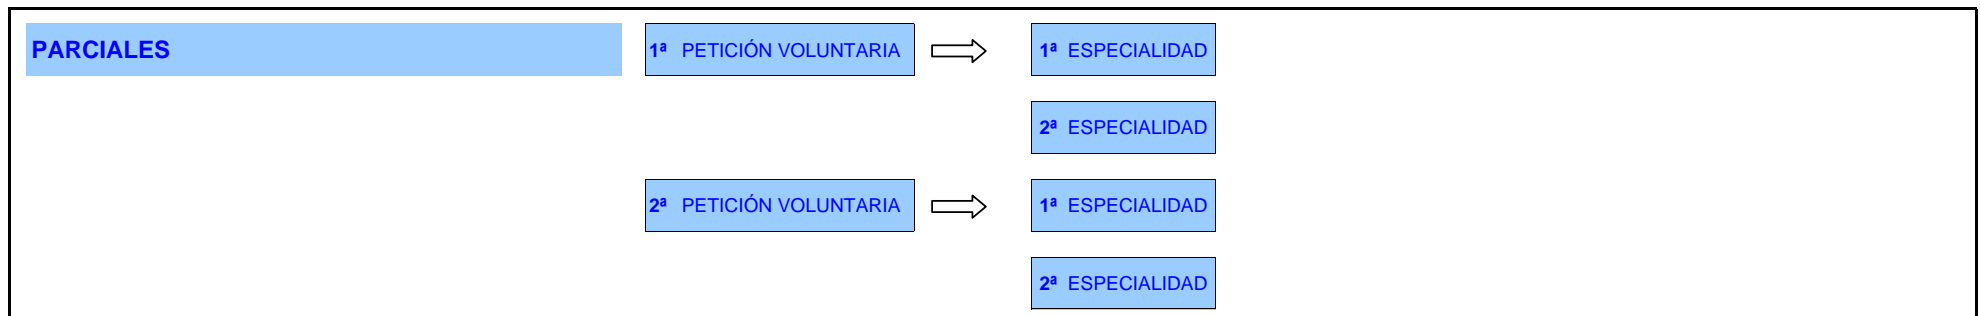 PARCIALES 1ª PETICIÓN VOLUNTARIA 1ª ESPECIALIDAD
2ª ESPECIALIDAD
2ª PETICIÓN VOLUNTARIA 1ª ESPECIALIDAD
2ª ESPECIALIDAD